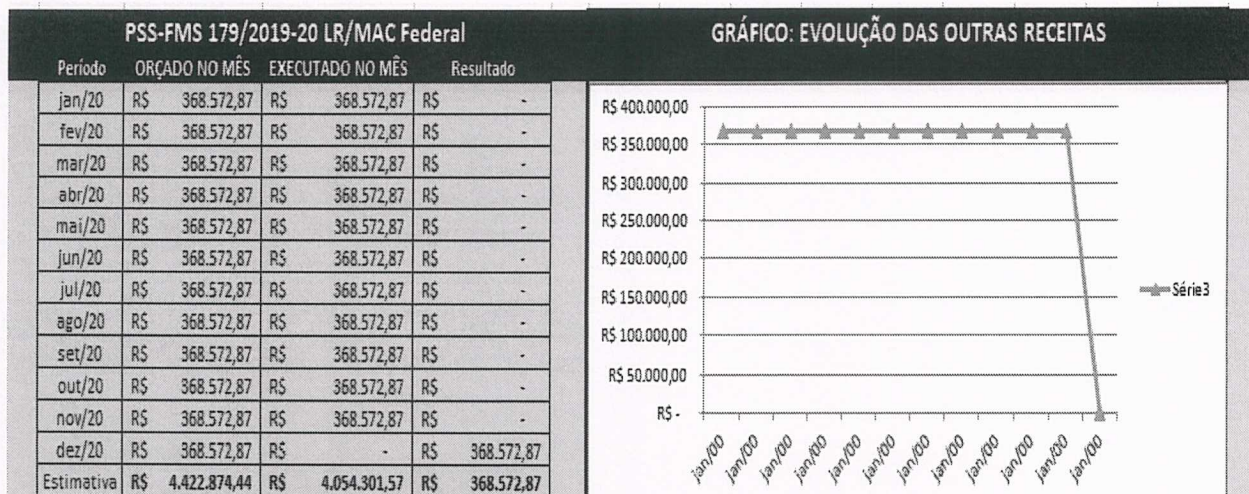 PSS-FMS 179/2019-20 LR/MAC Federal
Período ORÇADO NO MÊS EXECUTADO NO MÊS Resultado
jan/20 R$ 368.572,87 R$ 368.572,87 R$ -
fev/20 R$ 368.572,87 R$ 368.572,87 R$ -
mar/20 R$ 368.572,87 R$ 368.572,87 R$ -
abr/20 R$ 368.572,87 R$ 368.572,87 R$ -
mai/20 R$ 368.572,87 R$ 368.572,87 R$ -
jun/20 R$ 368.572,87 R$ 368.572,87 R$ -
jul/20 R$ 368.572,87 R$ 368.572,87 R$ -
ago/20 R$ 368.572,87 R$ 368.572,87 R$ -
set/20 R$ 368.572,87 R$ 368.572,87 R$ -
out/20 R$ 368.572,87 R$ 368.572,87 R$ -
nov/20 R$ 368.572,87 R$ 368.572,87 R$ -
dez/20 R$ 368.572,87 R$ - R$ 368.572,87
Estimativa R$ 4.422.874,44 R$ 4.054.301,57 R$ 368.572,87
GRÁFICO: EVOLUÇÃO DAS OUTRAS RECEITAS
R$ 400.000,00
R$ 350.000,00
R$ 300.000,00
R$ 250.000,00
R$ 200.000,00
R$ 150.000,00
R$ 100.000,00
R$ 50.000,00
R$ -
jan/00 jan/00 jan/00 jan/00 jan/00 jan/00 jan/00 jan/00 jan/00 jan/00 jan/00 jan/00
Série3